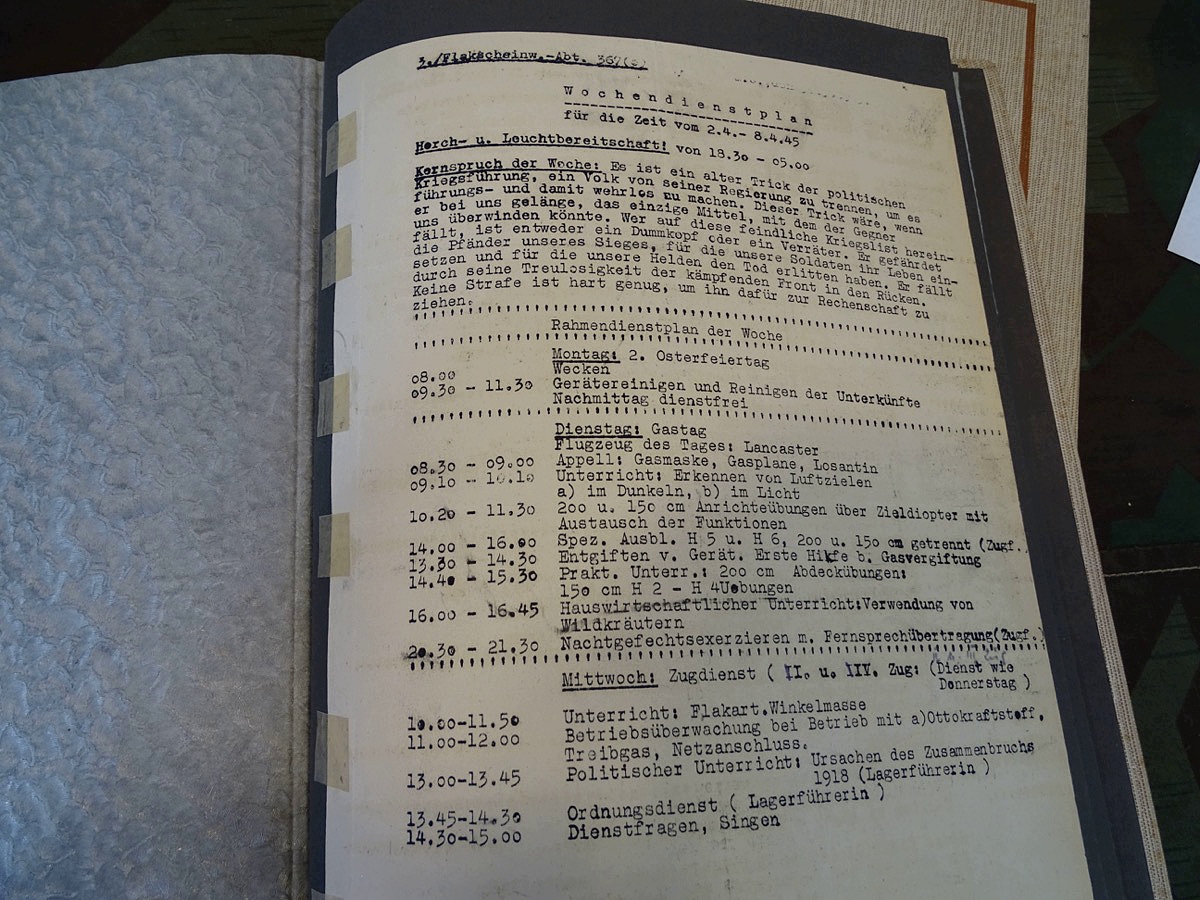 3./Flakscheinw.-Abt. 367(s)
Wochendienstplan
für die Zeit vom 2.4.- 8.4.45
Horch- u. Leuchtbereitschaft: von 18.30 - 05.00
Kernspruch der Woche: Es ist ein alter Trick der politischen
Kriegsführung, ein Volk von seiner Regierung zu trennen, um es
führungs- und damit wehrlos zu machen. Dieser Trick wäre, wenn
er bei uns gelänge, das einzige Mittel, mit dem der Gegner
uns überwinden könnte. Wer auf diese feindliche Kriegslist herein-
fällt, ist entweder ein Dummkopf oder ein Verräter. Er gefährdet
die Pfänder unseres Sieges, für die unsere Soldaten ihr Leben ein-
setzen und für die unsere Helden den Tod erlitten haben. Er fällt
durch seine Treulosigkeit der kämpfenden Front in den Rücken.
Keine Strafe ist hart genug, um ihn dafür zur Rechenschaft zu
ziehen.
Rahmendienstplan der Woche
Montag: 2. Osterfeiertag
08.00 Wecken
09.30 - 11.30 Gerätereinigen und Reinigen der Unterkünfte
Nachmittag dienstfrei
Dienstag: Gastag
Flugzeug des Tages: Lancaster
08.30 - 09.00 Appell: Gasmaske, Gasplane, Losantin
09.10 - 10.10 Unterricht: Erkennen von Luftzielen
a) im Dunkeln, b) im Licht
10.20 - 11.30 200 u. 150 cm Anrichteübungen über Zieldiopter mit
Austausch der Funktionen
14.00 - 16.00 Spez. Ausbl. H 5 u. H 6, 200 u. 150 cm getrennt (Zugf.
13.30 - 14.30 Entgiften v. Gerät. Erste Hilfe b. Gasvergiftung
14.40 - 15.30 Prakt. Unterr.: 200 cm Abdeckübungen:
150 cm H 2 - H 4Uebungen
16.00 - 16.45 Hauswirtschaftlicher Unterricht:Verwendung von
Wildkräutern
20.30 - 21.30 Nachtgefechtsexerzieren m. Fernsprechübertragung(Zugf.)
Mittwoch: Zugdienst ( II. u. IIV. Zug: (Dienst wie
Donnerstag )
10.00-11.50 Unterricht: Flakart.Winkelmasse
11.00-12.00 Betriebsüberwachung bei Betrieb mit a)Ottokraftstoff,
Treibgas, Netzanschluss.
13.00-13.45 Politischer Unterricht: Ursachen des Zusammenbruchs
1918 (Lagerführerin )
13.45-14.30 Ordnungsdienst ( Lagerführerin )
14.30-15.00 Dienstfragen, Singen